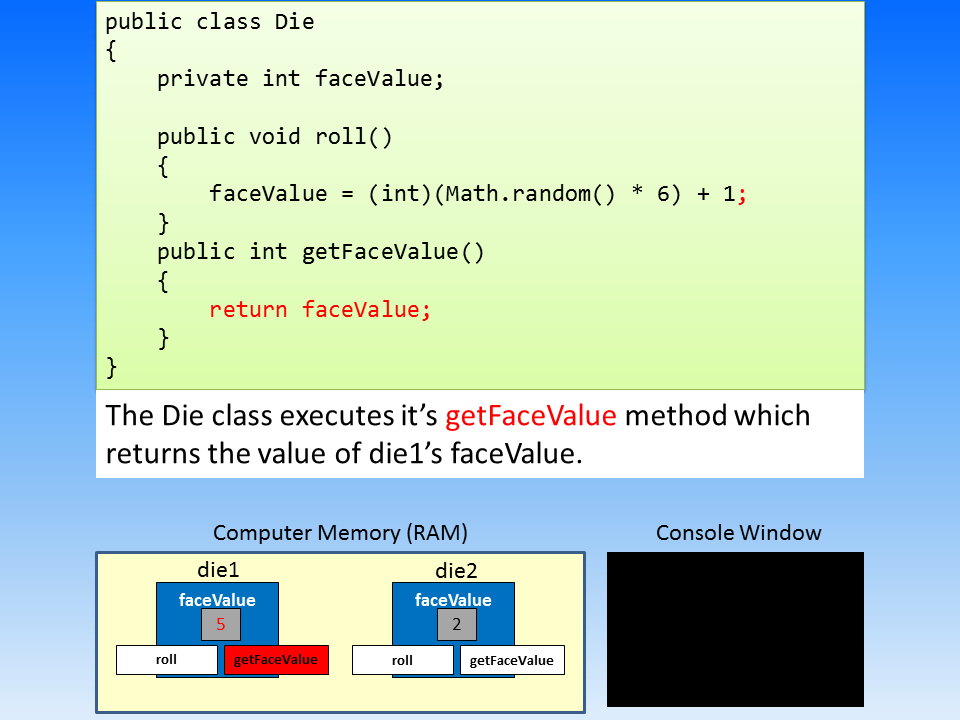 public class Die
{
    private int faceValue;

    public void roll()
    {
        faceValue = (int)(Math.random() * 6) + 1;
    }
    public int getFaceValue()
    {
        return faceValue;
    }
}
The Die class executes it’s getFaceValue method which
returns the value of die1’s faceValue.
Computer Memory (RAM)
Console Window
die1
die2
faceValue
faceValue
5
2
roll
getFaceValue
roll
getFaceValue